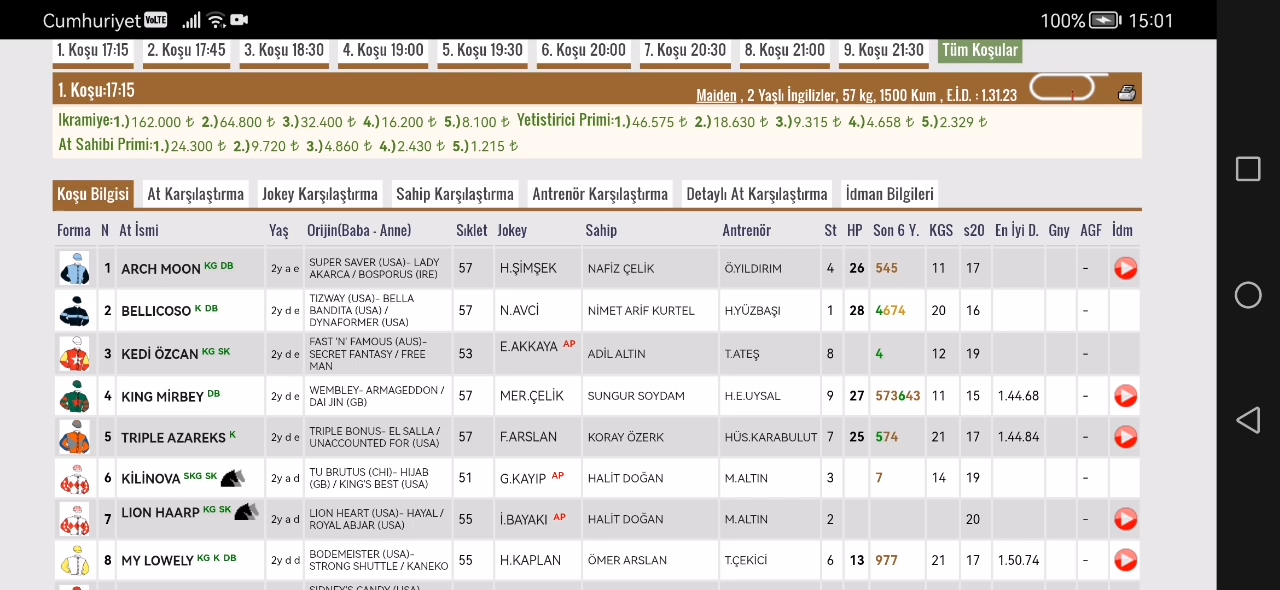 Cumhuriyet VoLTE 100% 15:01
1. Koşu 17:15 2. Koşu 17:45 3. Koşu 18:30 4. Koşu 19:00 5. Koşu 19:30 6. Koşu 20:00 7. Koşu 20:30 8. Koşu 21:00 9. Koşu 21:30 Tüm Koşular
1. Koşu:17:15 Maiden , 2 Yaşlı İngilizler, 57 kg, 1500 Kum , E.İ.D. : 1.31.23
Ikramiye:1.)162.000 ₺ 2.)64.800 ₺ 3.)32.400 ₺ 4.)16.200 ₺ 5.)8.100 ₺ Yetistirici Primi:1.)46.575 ₺ 2.)18.630 ₺ 3.)9.315 ₺ 4.)4.658 ₺ 5.)2.329 ₺
At Sahibi Primi:1.)24.300 ₺ 2.)9.720 ₺ 3.)4.860 ₺ 4.)2.430 ₺ 5.)1.215 ₺
Koşu Bilgisi At Karşılaştırma Jokey Karşılaştırma Sahip Karşılaştırma Antrenör Karşılaştırma Detaylı At Karşılaştırma İdman Bilgileri
Forma N At İsmi Yaş Orijin(Baba - Anne) Sıklet Jokey Sahip Antrenör St HP Son 6 Y. KGS s20 En İyi D. Gny AGF İdm
1 ARCH MOON KG DB 2y a e SUPER SAVER (USA)- LADY AKARCA / BOSPORUS (IRE) 57 H.ŞİMŞEK NAFİZ ÇELİK Ö.YILDIRIM 4 26 545 11 17 -
2 BELLICOSO K DB 2y d e TIZWAY (USA)- BELLA BANDITA (USA) / DYNAFORMER (USA) 57 N.AVCİ NİMET ARİF KURTEL H.YÜZBAŞI 1 28 4674 20 16 -
3 KEDİ ÖZCAN KG SK 2y d e FAST 'N' FAMOUS (AUS)- SECRET FANTASY / FREE MAN 53 E.AKKAYA AP ADİL ALTIN T.ATEŞ 8 4 12 19 -
4 KING MİRBEY DB 2y d e WEMBLEY- ARMAGEDDON / DAI JIN (GB) 57 MER.ÇELİK SUNGUR SOYDAM H.E.UYSAL 9 27 573643 11 15 1.44.68 -
5 TRIPLE AZAREKS K 2y d e TRIPLE BONUS- EL SALLA / UNACCOUNTED FOR (USA) 57 F.ARSLAN KORAY ÖZERK HÜS.KARABULUT 7 25 574 21 17 1.44.84 -
6 KİLİNOVA SKG SK 2y a d TU BRUTUS (CHI)- HIJAB (GB) / KING'S BEST (USA) 51 G.KAYIP AP HALİT DOĞAN M.ALTIN 3 7 14 19 -
7 LION HAARP KG SK 2y a d LION HEART (USA)- HAYAL / ROYAL ABJAR (USA) 55 İ.BAYAKI AP HALİT DOĞAN M.ALTIN 2 20 -
8 MY LOWELY KG K DB 2y d d BODEMEISTER (USA)- STRONG SHUTTLE / KANEKO 55 H.KAPLAN ÖMER ARSLAN T.ÇEKİCİ 6 13 977 21 17 1.50.74 -